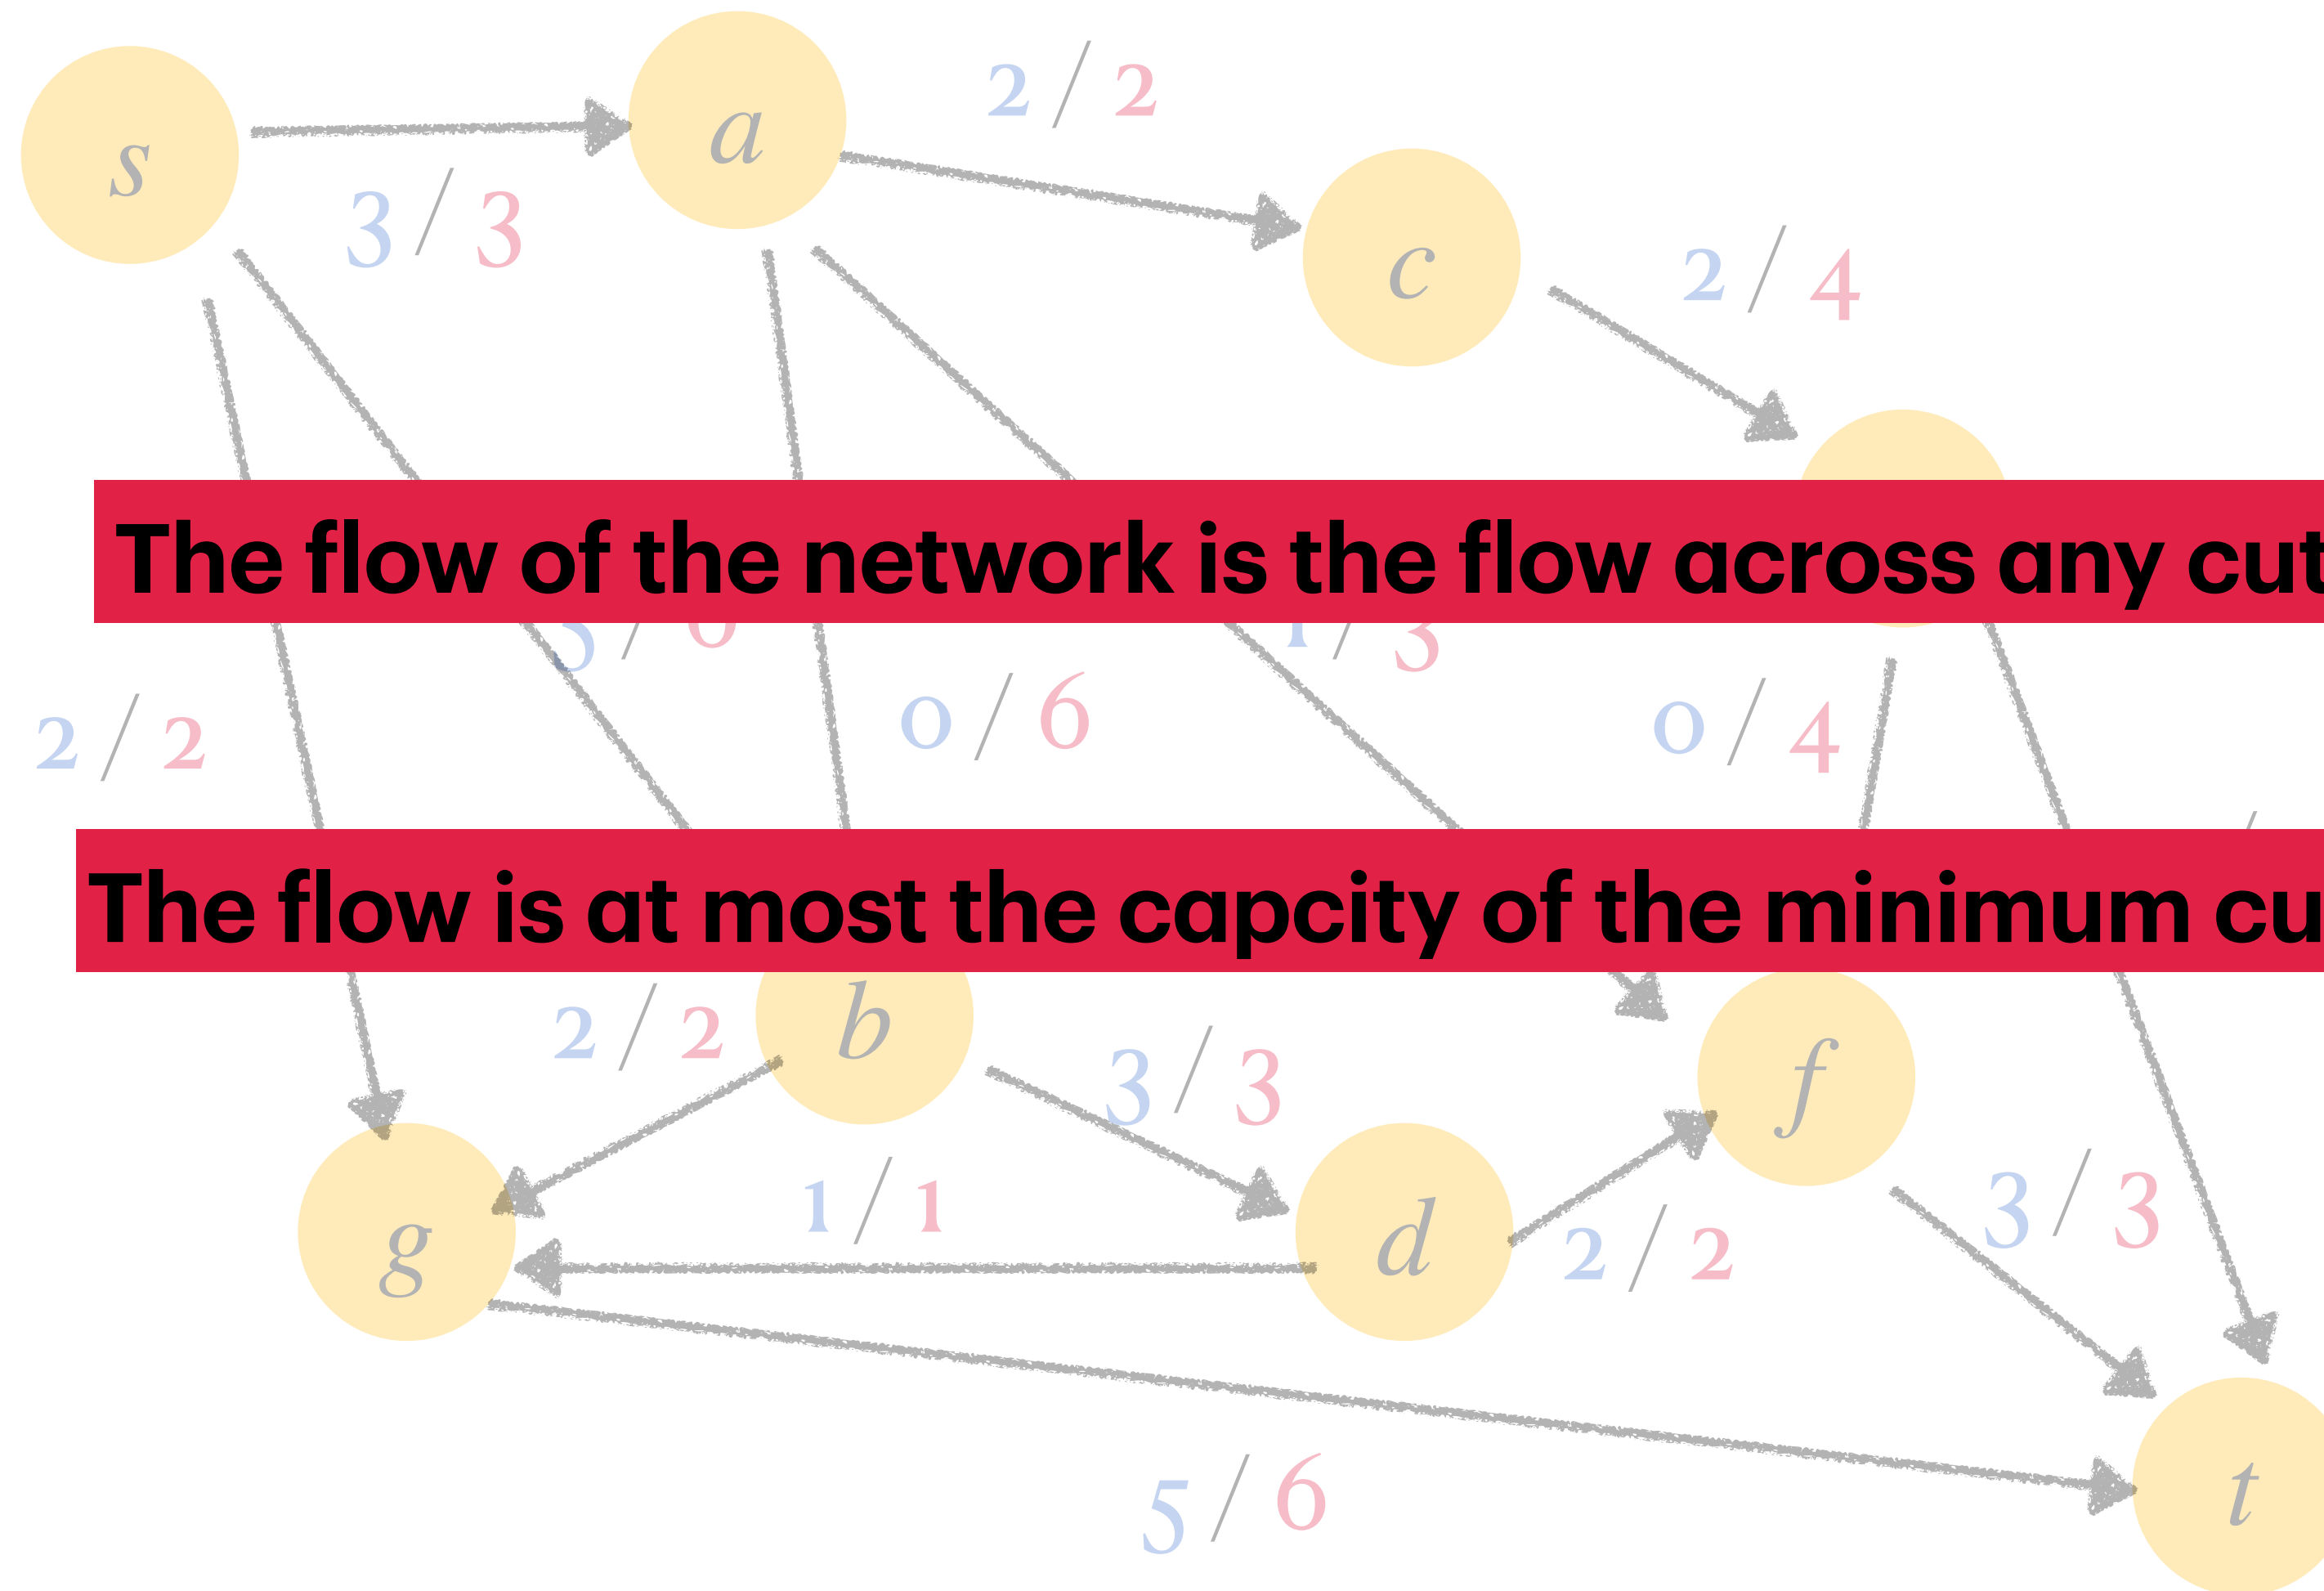 2 / 2
s
a
3 / 3
c
2 / 4
The flow of the network is the flow across any cut
1 / 3
0 / 6
0 / 4
2 / 2
The flow is at most the capcity of the minimum cu
b
2 / 2
3 / 3
f
1 / 1
3 / 3
g
d
2 / 2
5 / 6
t